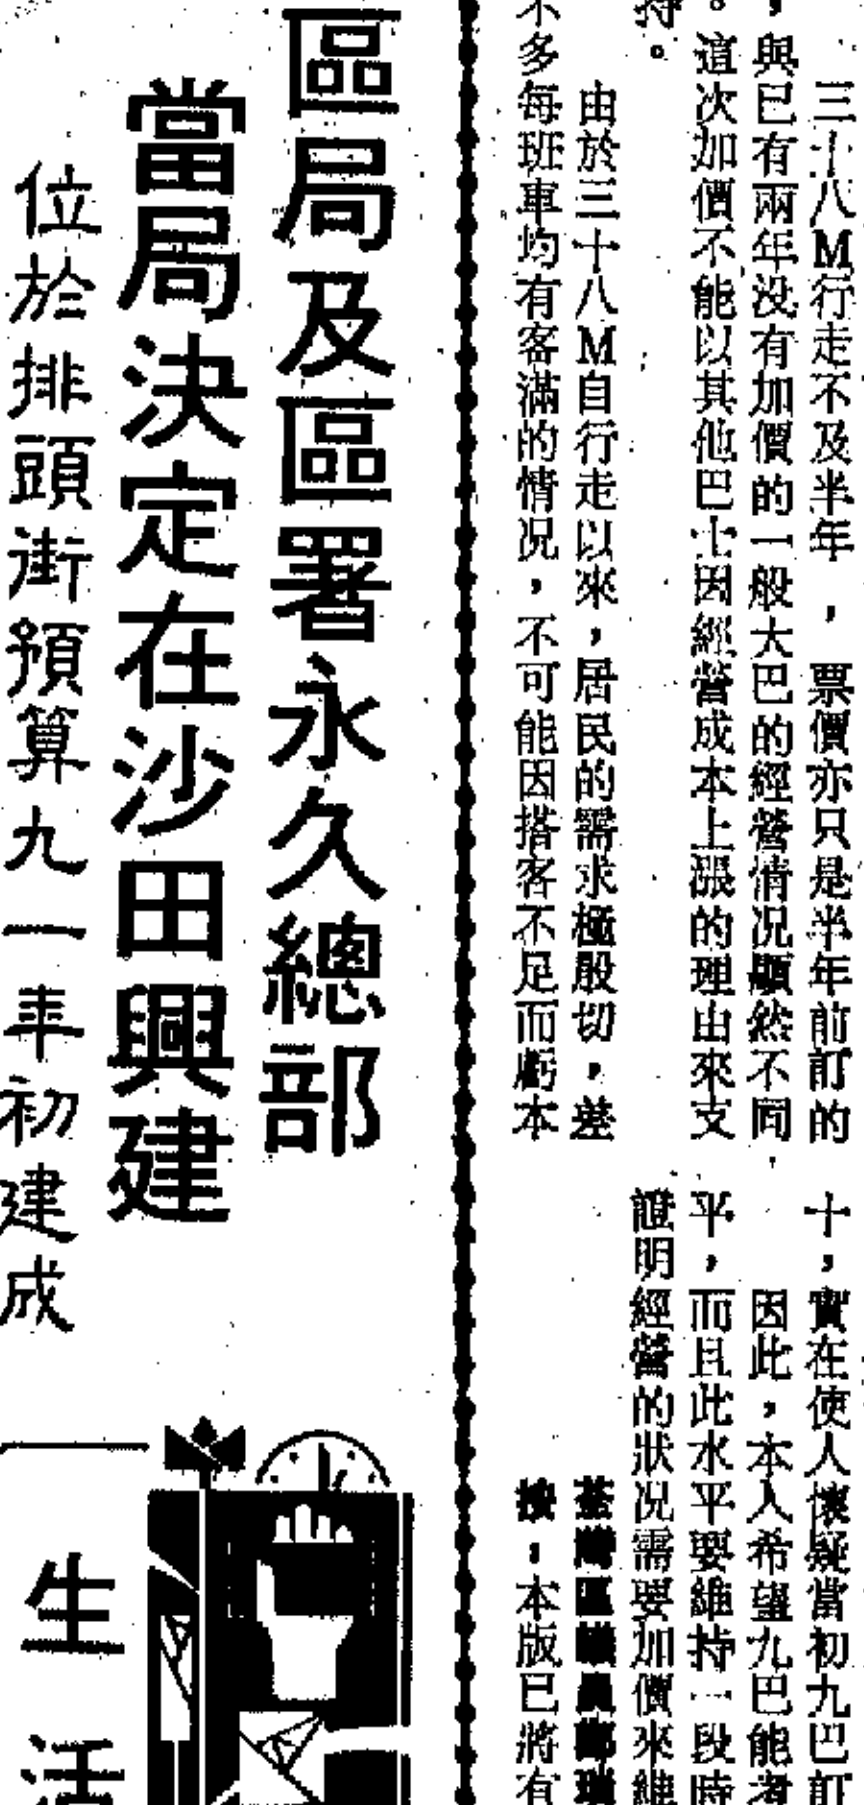 三十八M行走不及半年，票價亦只是半年前訂的
，與已有兩年没有加價的一般大巴的經營情况顯然不同
。這次加價不能以其他巴士因經營成本上漲的理由來支
持。
由於三十八M自行走以來，居民的需求極殷切，差
不多每班車均有客滿的情况，不可能因搭客不足而虧本
十，實在使人懷疑當初九巴訂
因此，本人希望九巴能考
平，而且此水平要維持一段時
證明經營的狀况需要加價來維
荃灣區議員
按：本版已將有
區局及區署永久總部
當局決定在沙田興建
位於排頭街預算九一年初建成
生活